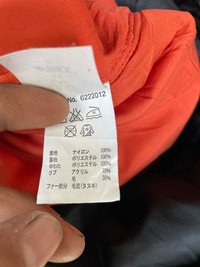 No. 6222012
表地 ナイロン 100%
裏地 ポリエステル 100%
中わた ポリエステル 100%
リブ アクリル 70%
毛 30%
ファー部分 毛皮(タヌキ)